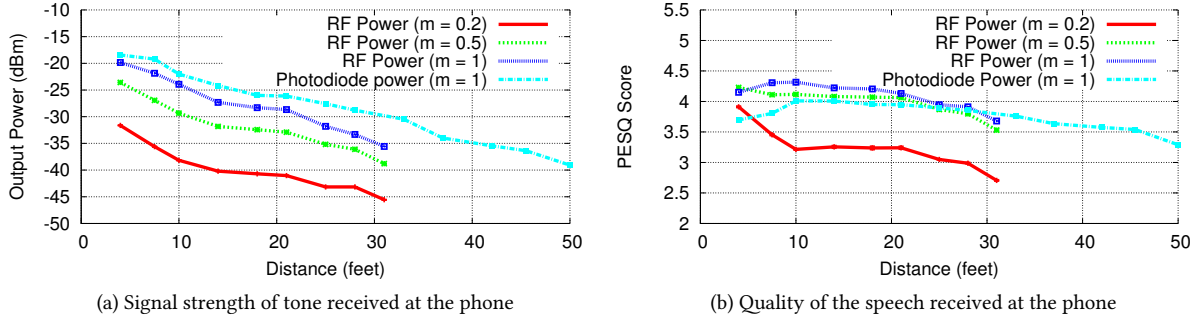 -10
-15
-20
-25
-30
-35
-40
-45
-50
Output Power (dBm)
RF Power (m = 0.2)
RF Power (m = 0.5)
RF Power (m = 1)
Photodiode power (m = 1)
0 10 20 30 40 50
Distance (feet)
(a) Signal strength of tone received at the phone
5.5
5
4.5
4
3.5
3
2.5
2
PESQ Score
RF Power (m = 0.2)
RF Power (m = 0.5)
RF Power (m = 1)
Photodiode Power (m = 1)
0 10 20 30 40 50
Distance (feet)
(b) Quality of the speech received at the phone